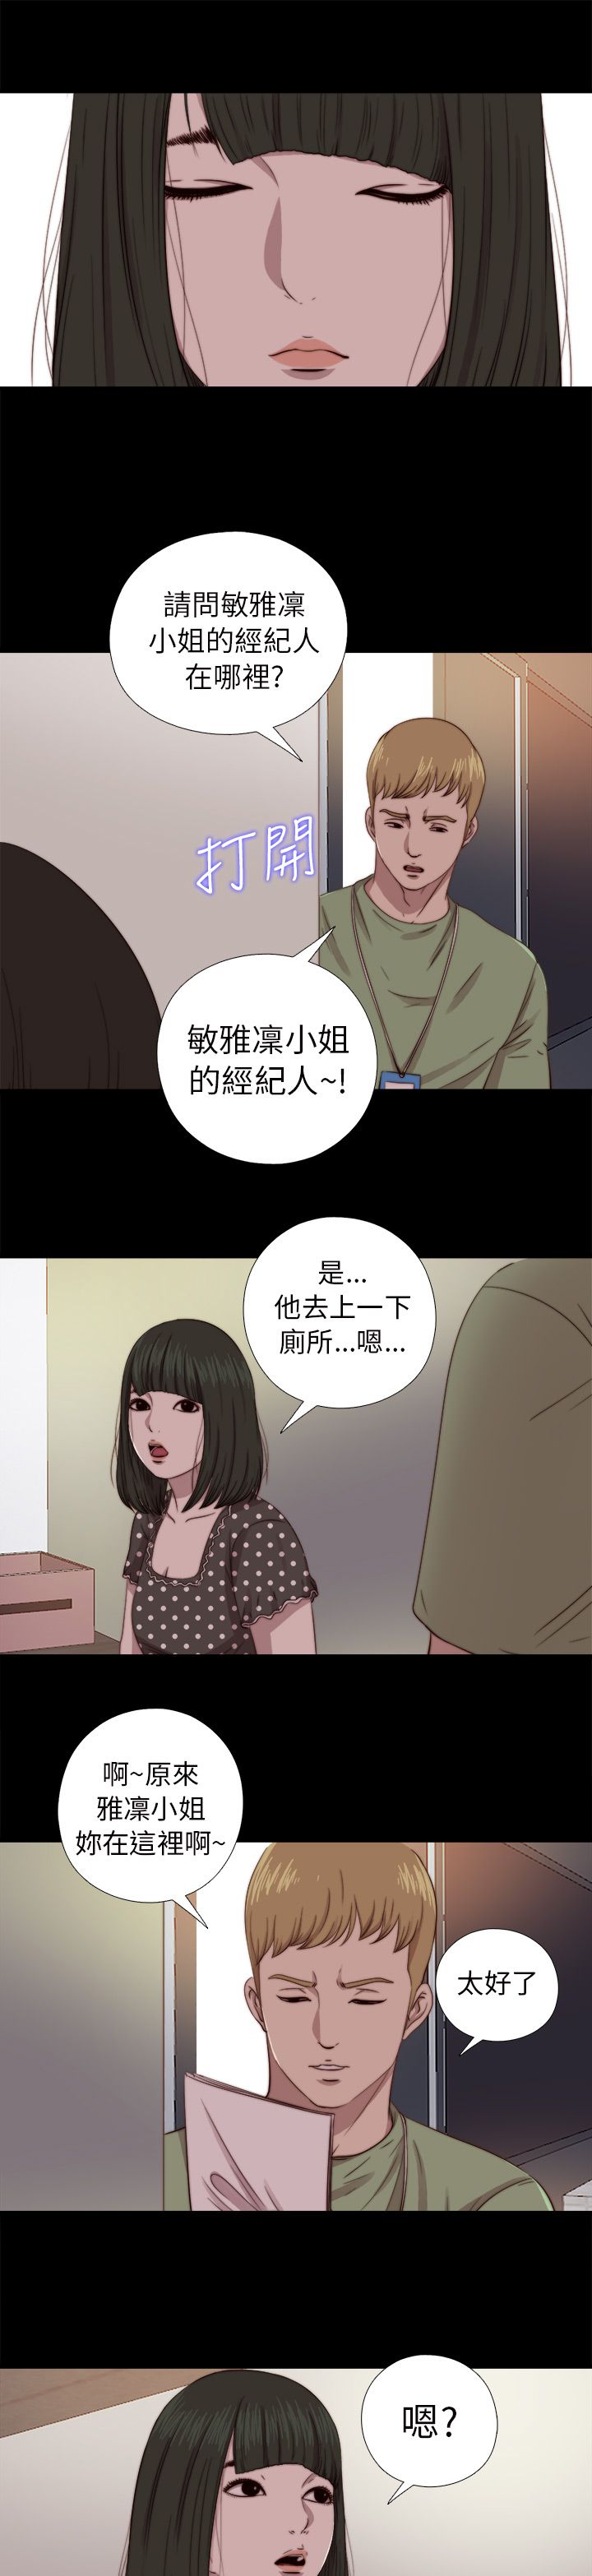 請問敏雅凜
小姐的經紀人
在哪裡?
打開
敏雅凜小姐
的經紀人~!
是...
他去上一下
廁所...嗯...
啊~原來
雅凜小姐
妳在這裡啊~
太好了
嗯?